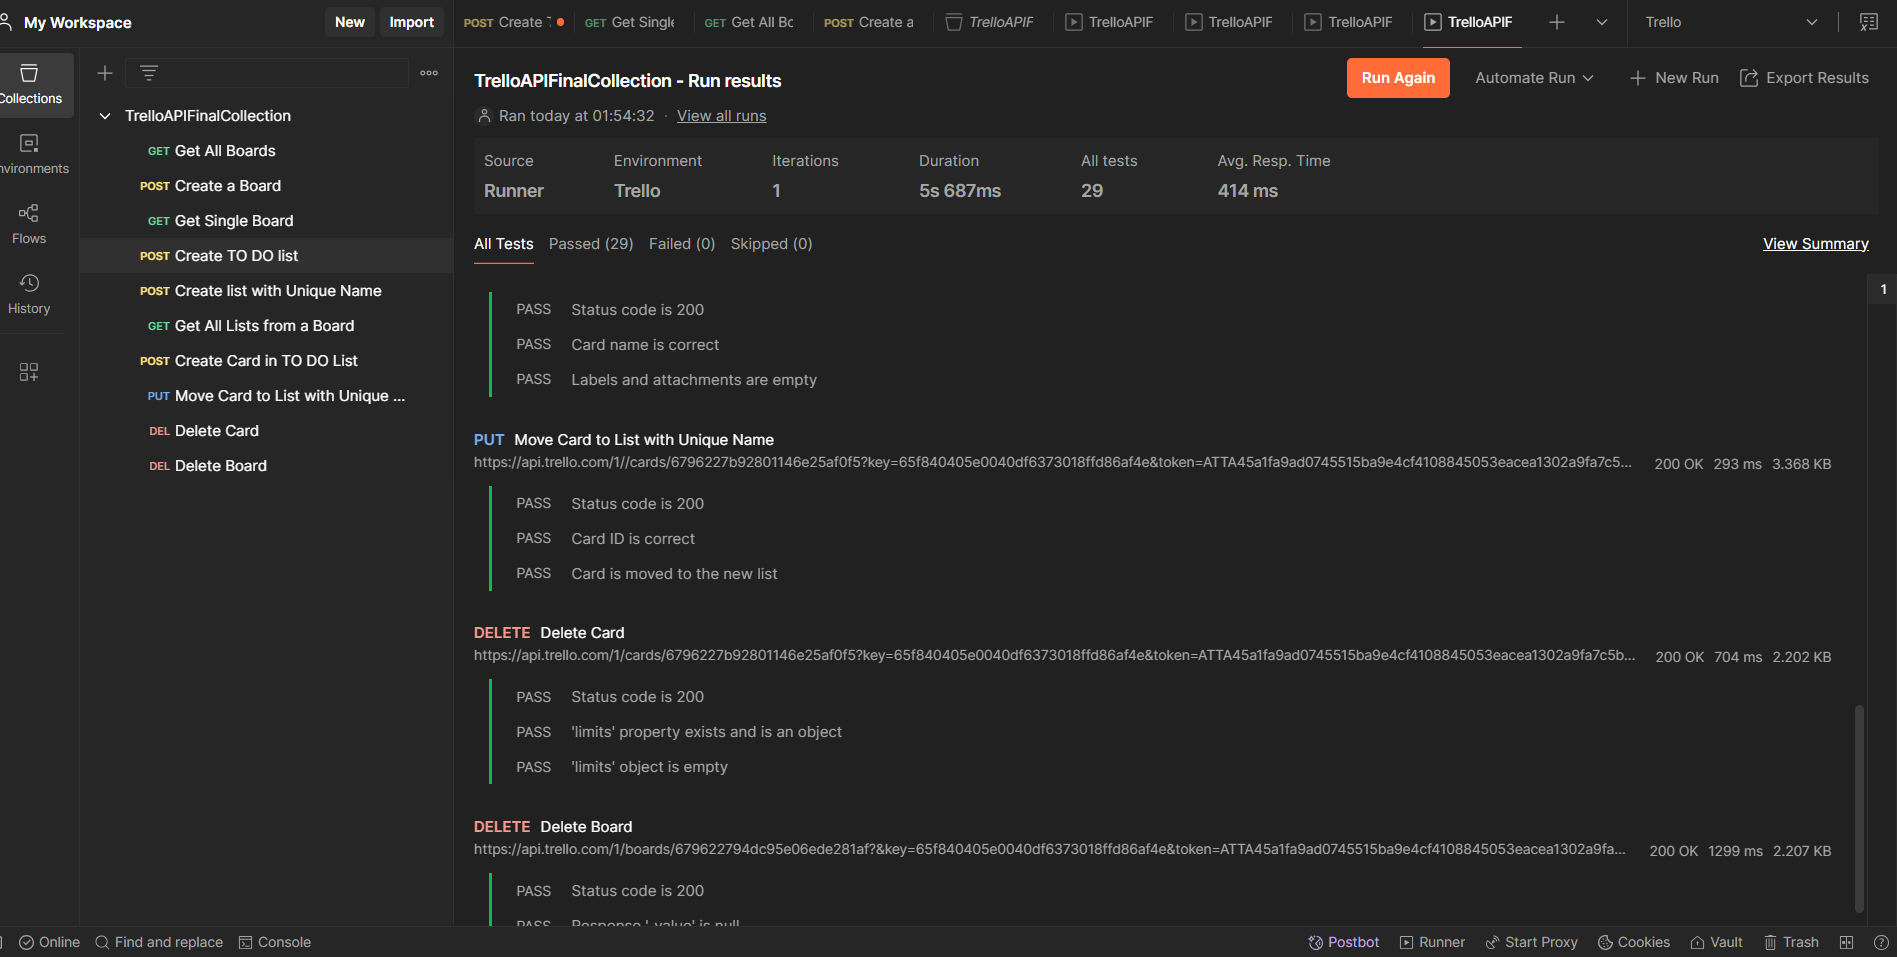 My Workspace
New
Import
POST Create T
GET Get Single
GET Get All Bo
POST Create a
TrelloAPIF
TrelloAPIF
TrelloAPIF
TrelloAPIF
TrelloAPIF
Trello
Collections
Environments
Flows
History
TrelloAPIFinalCollection
GET Get All Boards
POST Create a Board
GET Get Single Board
POST Create TO DO list
POST Create list with Unique Name
GET Get All Lists from a Board
POST Create Card in TO DO List
PUT Move Card to List with Unique ...
DEL Delete Card
DEL Delete Board
TrelloAPIFinalCollection - Run results
Run Again
Automate Run
New Run
Export Results
Ran today at 01:54:32 · View all runs
Source Environment Iterations Duration All tests Avg. Resp. Time
Runner Trello 1 5s 687ms 29 414 ms
All Tests Passed (29) Failed (0) Skipped (0) View Summary
1
PASS Status code is 200
PASS Card name is correct
PASS Labels and attachments are empty
PUT Move Card to List with Unique Name
https://api.trello.com/1//cards/6796227b92801146e25af0f5?key=65f840405e0040df6373018ffd86af4e&token=ATTA45a1fa9ad0745515ba9e4cf4108845053eacea1302a9fa7c5... 200 OK 293 ms 3.368 KB
PASS Status code is 200
PASS Card ID is correct
PASS Card is moved to the new list
DELETE Delete Card
https://api.trello.com/1/cards/6796227b92801146e25af0f5?key=65f840405e0040df6373018ffd86af4e&token=ATTA45a1fa9ad0745515ba9e4cf4108845053eacea1302a9fa7c5b... 200 OK 704 ms 2.202 KB
PASS Status code is 200
PASS 'limits' property exists and is an object
PASS 'limits' object is empty
DELETE Delete Board
https://api.trello.com/1/boards/679622794dc95e06ede281af?&key=65f840405e0040df6373018ffd86af4e&token=ATTA45a1fa9ad0745515ba9e4cf4108845053eacea1302a9fa... 200 OK 1299 ms 2.207 KB
PASS Status code is 200
PASS Response '_value' is null
Online Find and replace Console Postbot Runner Start Proxy Cookies Vault Trash